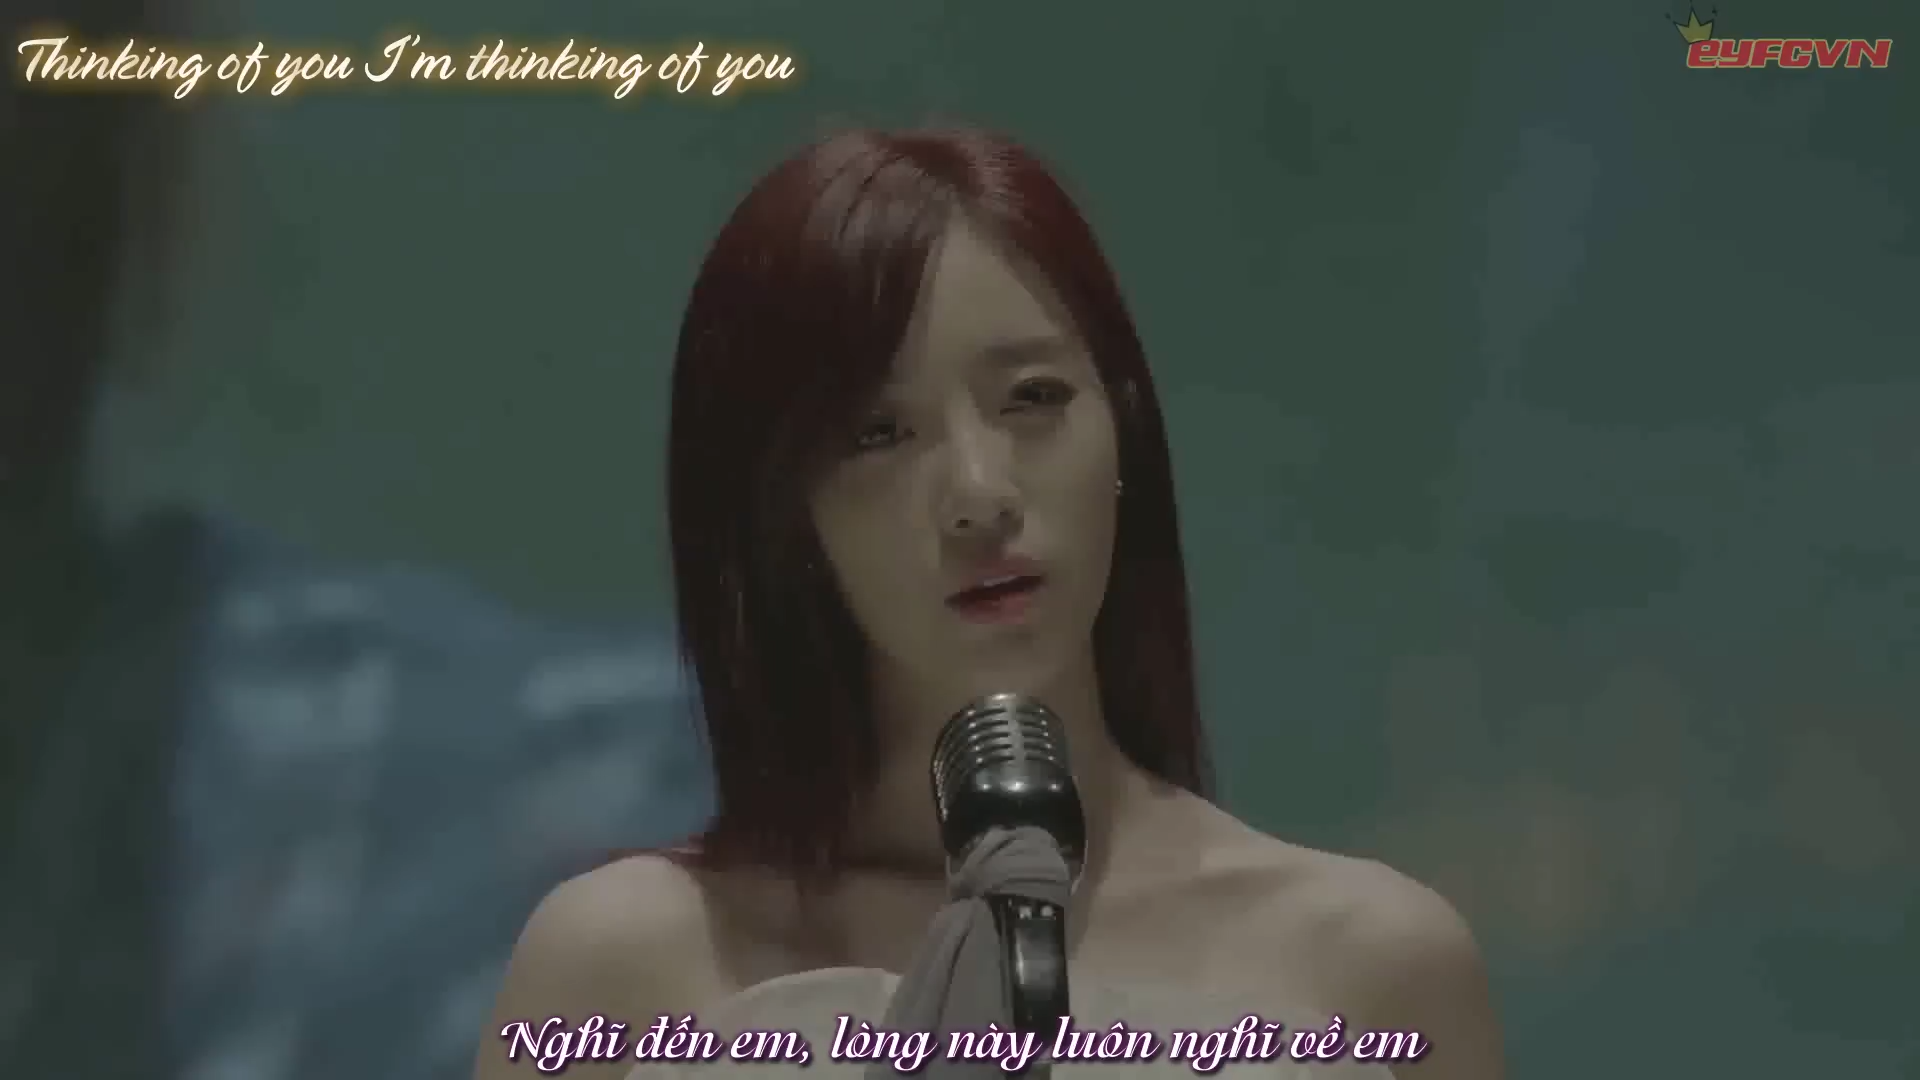 Thinking of you I'm thinking of you
eyFCVN
Nghĩ đến em, lòng này luôn nghĩ về em